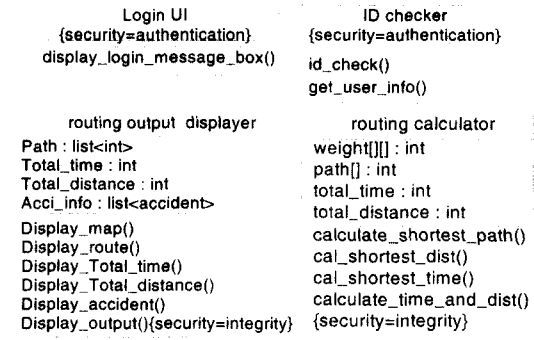 Login UI
{security=authentication}
display_login_message_box()
ID checker
{security=authentication}
id_check()
get_user_info()
routing output displayer
Path : list<int>
Total_time : int
Total_distance : int
Acci_info : list<accident>
Display_map()
Display_route()
Display_Total_time()
Display_Total_distance()
Display_accident()
Display_output(){security=integrity}
routing calculator
weight[][] : int
path[] : int
total_time : int
total_distance : int
calculate_shortest_path()
cal_shortest_dist()
cal_shortest_time()
calculate_time_and_dist()
{security=integrity}